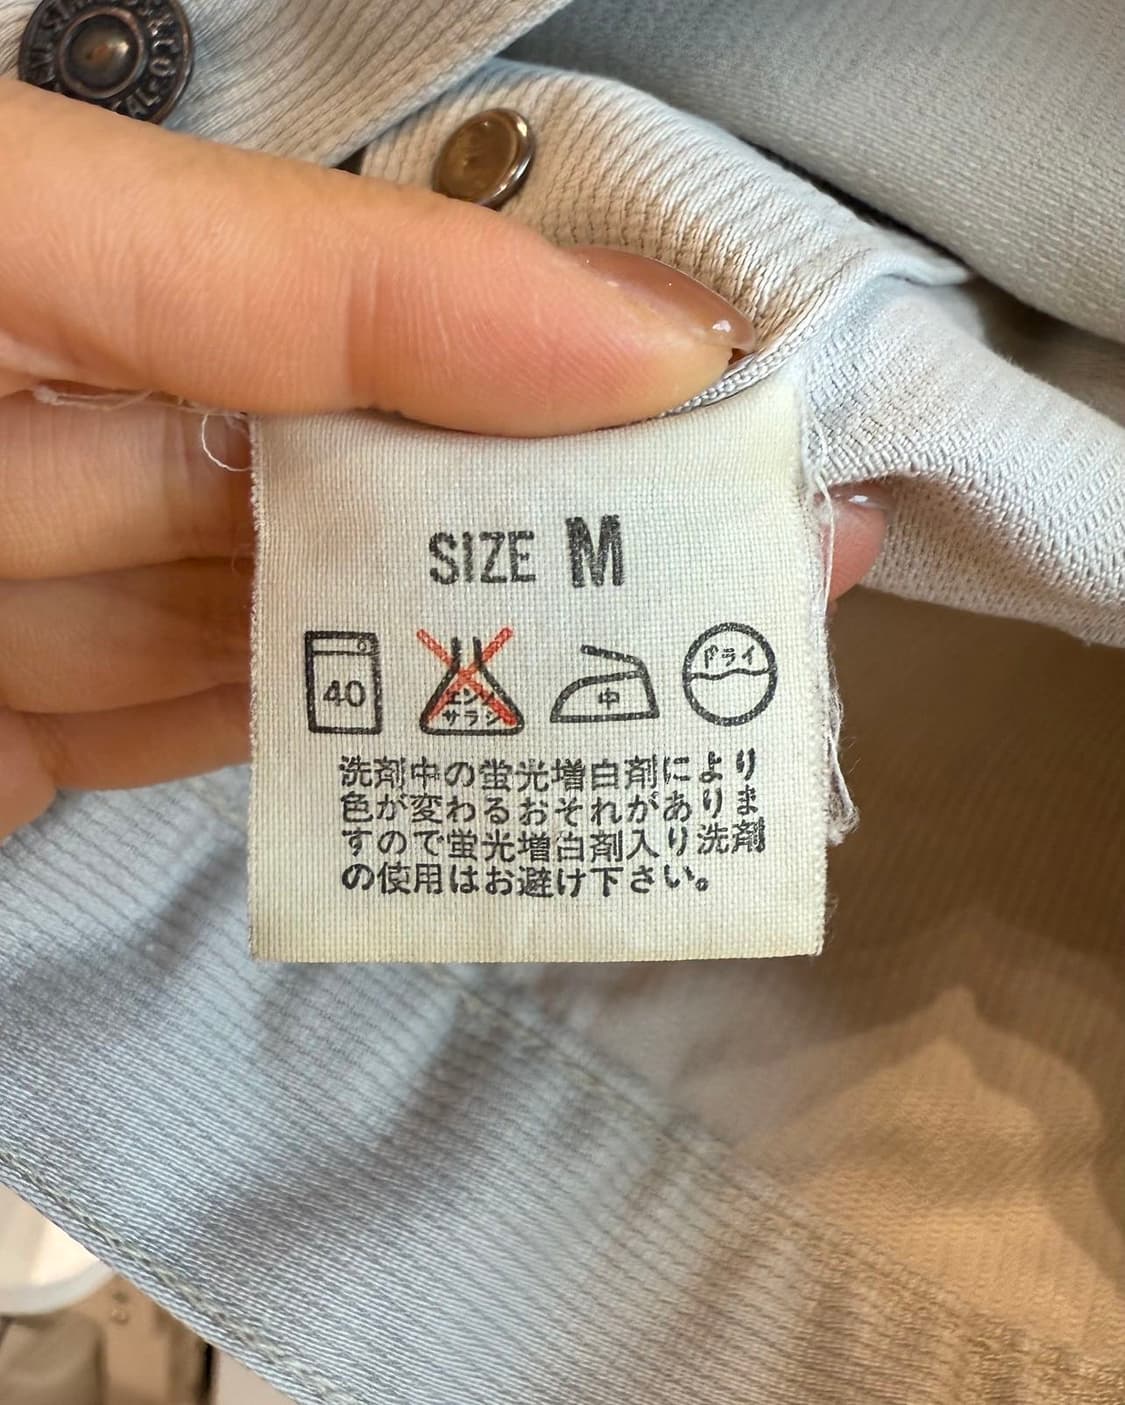 SIZE M
40
エンソ
サラシ
中
ドライ
洗剤中の蛍光増白剤により
色が変わるおそれがありま
すので蛍光増白剤入り洗剤
の使用はお避け下さい。